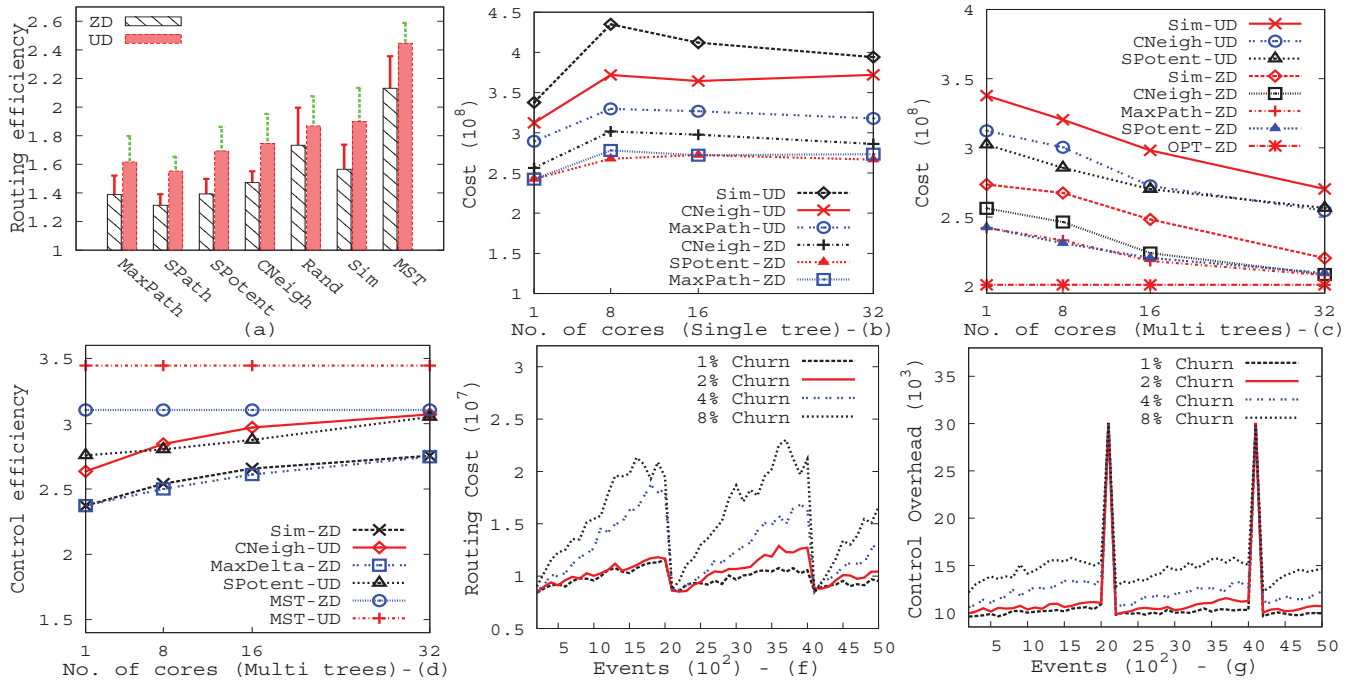 Routing efficiency
2.6
2.4
2.2
2
1.8
1.6
1.4
1.2
1
ZD
UD
MaxPath
SPath
SPotent
CNeigh
Rand
Sim
MST
(a)
Cost (10^8)
4.5
4
3.5
3
2.5
2
1.5
1
Sim-UD
CNeigh-UD
MaxPath-UD
CNeigh-ZD
SPotent-ZD
MaxPath-ZD
1 8 16 32
No. of cores (Single tree)-(b)
Cost (10^8)
4
3.5
3
2.5
2
Sim-UD
CNeigh-UD
SPotent-UD
Sim-ZD
CNeigh-ZD
MaxPath-ZD
SPotent-ZD
OPT-ZD
1 8 16 32
No. of cores (Multi trees)-(c)
Control efficiency
3.5
3
2.5
2
1.5
Sim-ZD
CNeigh-UD
MaxDelta-ZD
SPotent-UD
MST-ZD
MST-UD
1 8 16 32
No. of cores (Multi trees)-(d)
Routing Cost (10^7)
3
2.5
2
1.5
1
0.5
1% Churn
2% Churn
4% Churn
8% Churn
5 10 15 20 25 30 35 40 45 50
Events (10^2) - (f)
Control Overhead (10^3)
35
30
25
20
15
10
1% Churn
2% Churn
4% Churn
8% Churn
5 10 15 20 25 30 35 40 45 50
Events (10^2) - (g)